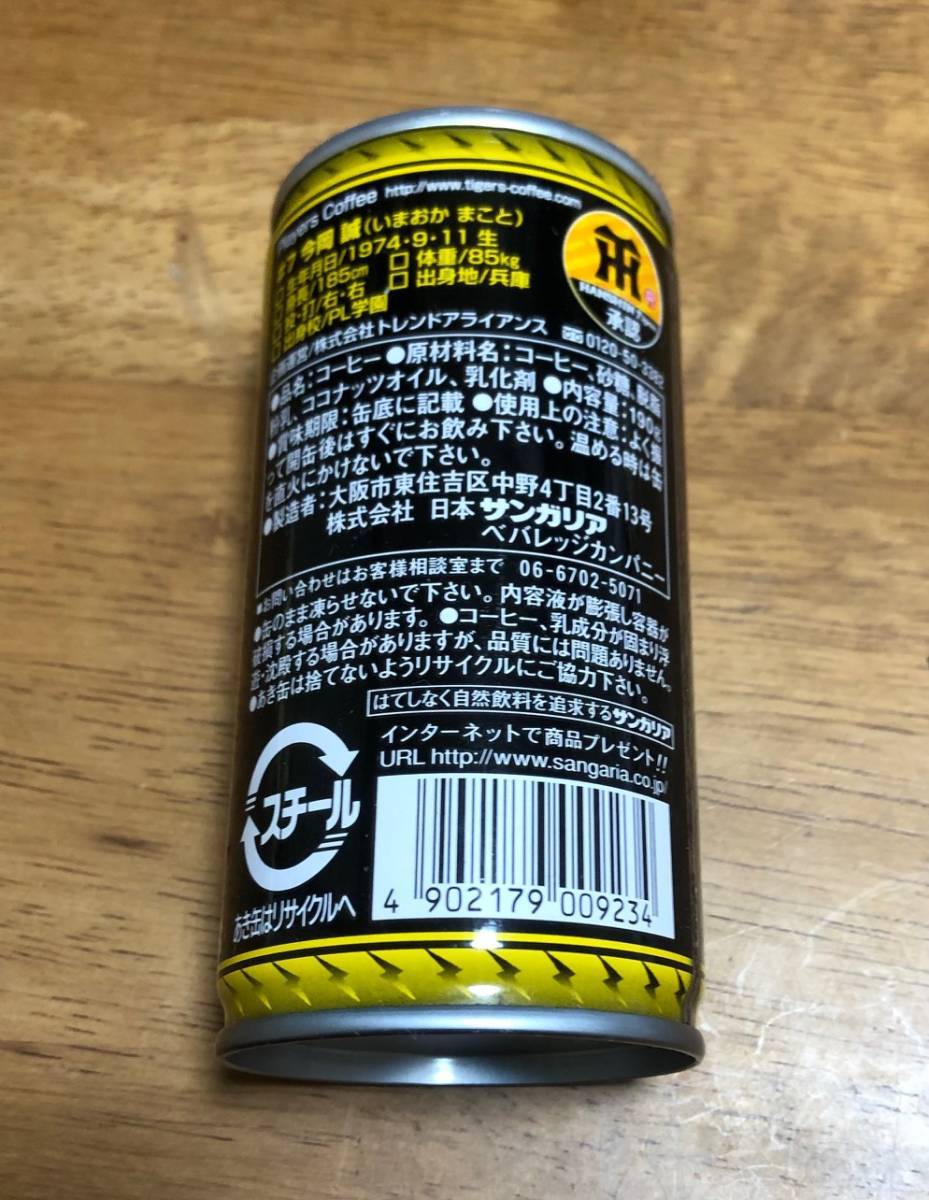 Players Coffee http://www.tigers-coffee.com
#7 今岡 誠(いまおか まこと)
生年月日/1974・9・11 生
身長/185cm □ 体重/85kg
投・打/右・右 □ 出身地/兵庫
□ 出身校/PL学園
HANSHIN
承認
運営/株式会社トレンドアライアンス 0120-50-
●品名:コーヒー ●原材料名:コーヒー、砂糖、脱脂
粉乳、ココナッツオイル、乳化剤 ●内容量:190g
●賞味期限:缶底に記載 ●使用上の注意:よく振
って開缶後はすぐにお飲み下さい。温める時は缶
を直火にかけないで下さい。
●製造者:大阪市東住吉区中野4丁目2番13号
株式会社 日本サンガリア
ベバレッジカンパニー
●お問い合わせはお客様相談室まで 06-6702-5071
●缶のまま凍らせないで下さい。内容液が膨張し容器が
破損する場合があります。●コーヒー、乳成分が固まり浮
遊・沈殿する場合がありますが、品質には問題ありません。
●あき缶は捨てないようリサイクルにご協力下さい。
はてしなく自然飲料を追求するサンガリア
インターネットで商品プレゼント!!
URL http://www.sangaria.co.jp/
スチール
あき缶はリサイクルへ
4 902179 009234